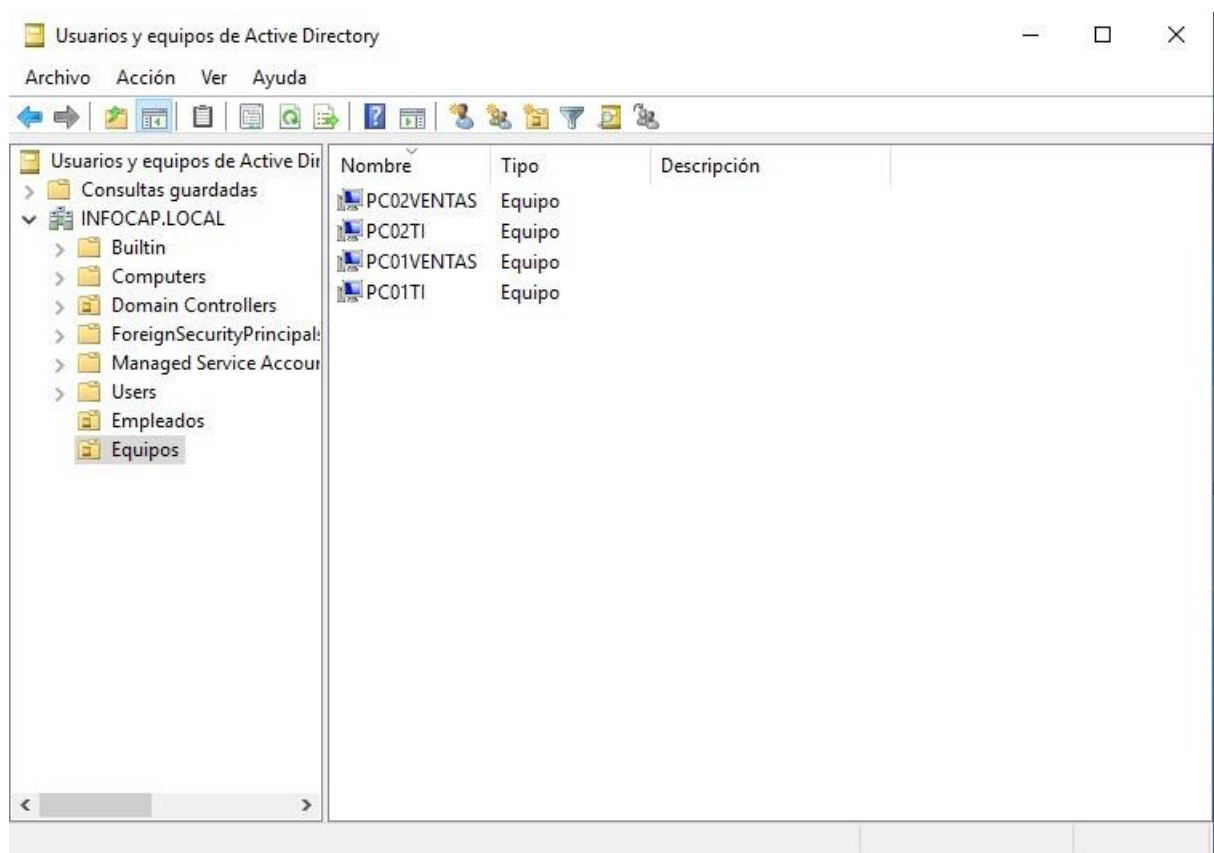 Usuarios y equipos de Active Directory
Archivo Acción Ver Ayuda
Usuarios y equipos de Active Dir
Consultas guardadas
INFOCAP.LOCAL
Builtin
Computers
Domain Controllers
ForeignSecurityPrincipals
Managed Service Accour
Users
Empleados
Equipos
Nombre Tipo Descripción
PC02VENTAS Equipo
PC02TI Equipo
PC01VENTAS Equipo
PC01TI Equipo